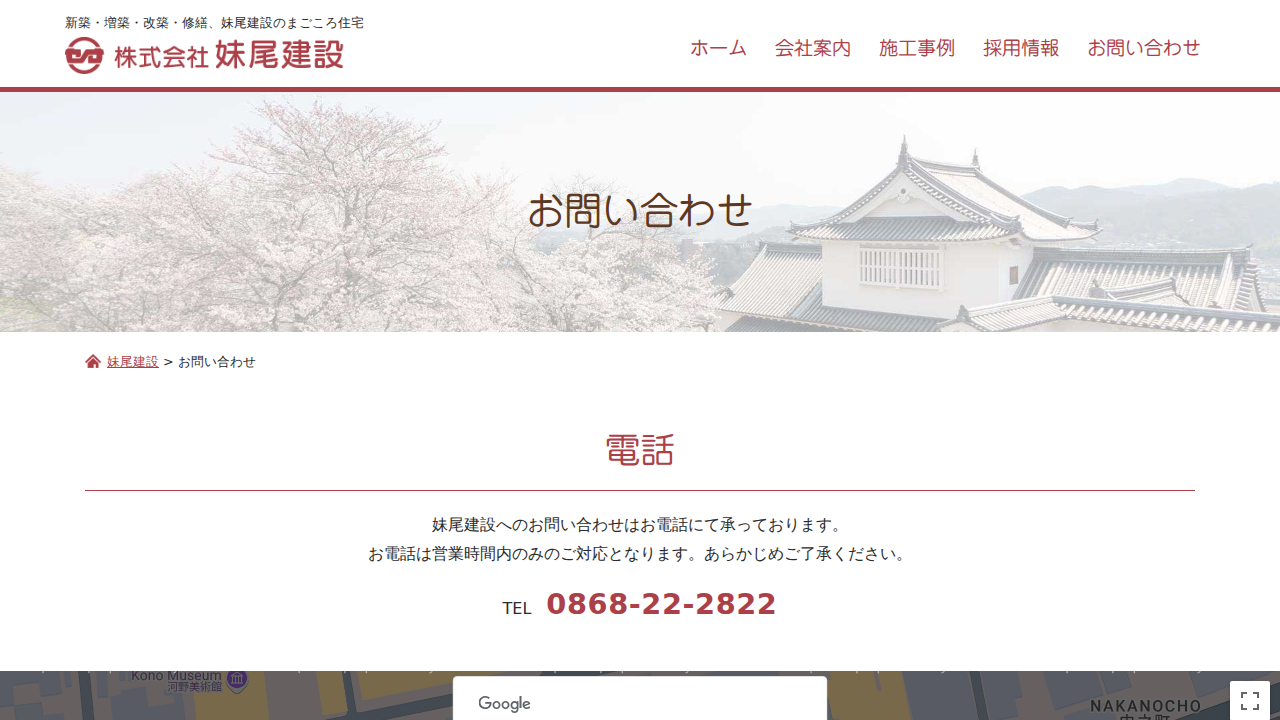 新築・増築・改築・修繕、妹尾建設のまごころ住宅
株式会社 妹尾建設
ホーム 会社案内 施工事例 採用情報 お問い合わせ
お問い合わせ
妹尾建設 > お問い合わせ
電話
妹尾建設へのお問い合わせはお電話にて承っております。
お電話は営業時間内のみのご対応となります。あらかじめご了承ください。
TEL 0868-22-2822
Kono Museum
河野美術館
Google
NAKANOCHO
中之町